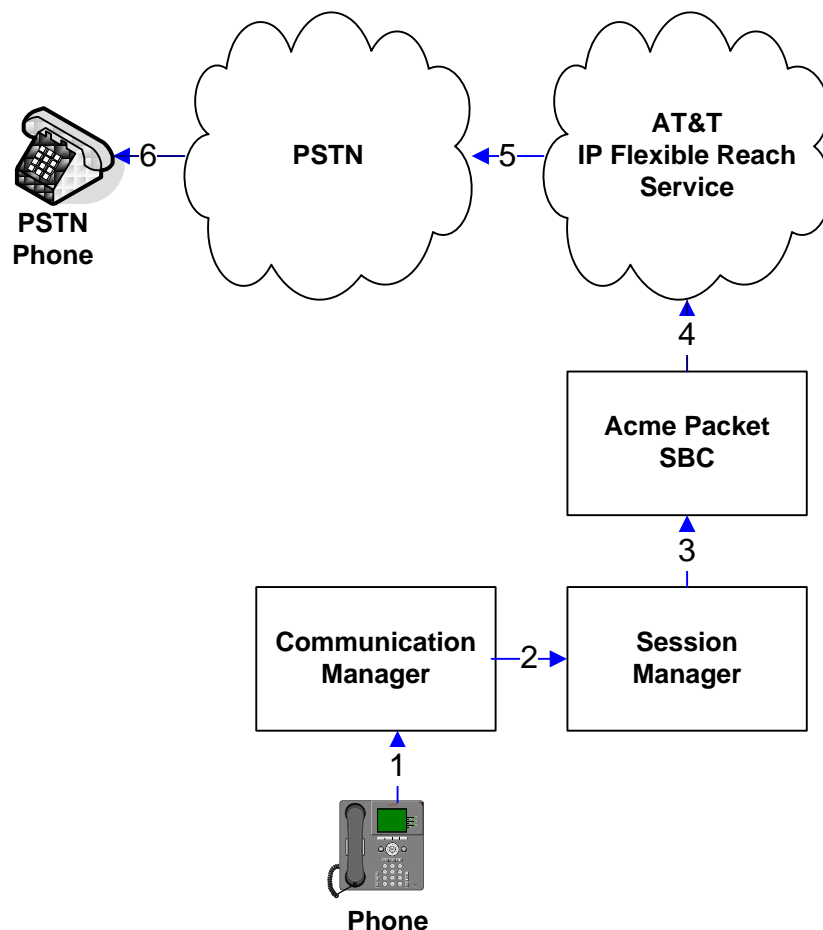 AT&T
IP Flexible Reach
Service
PSTN
6
5
PSTN
Phone
4
Acme Packet
SBC
3
Communication
Manager
2
Session
Manager
1
Phone